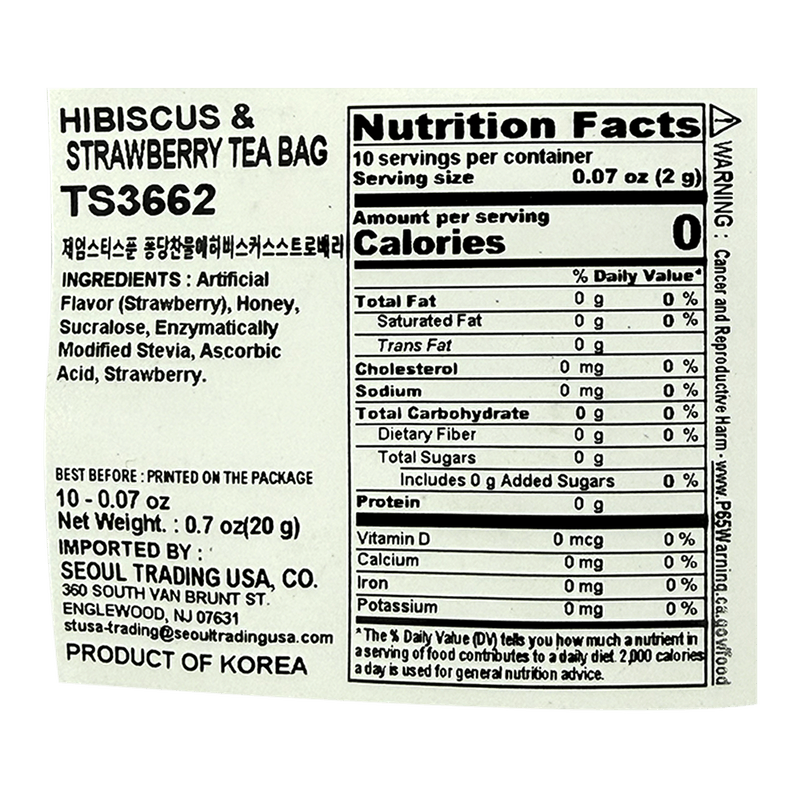 HIBISCUS &
STRAWBERRY TEA BAG
TS3662
재엄스티스푼 퐁당찬물애히비스커스스트로베리
INGREDIENTS : Artificial
Flavor (Strawberry), Honey,
Sucralose, Enzymatically
Modified Stevia, Ascorbic
Acid, Strawberry.
BEST BEFORE : PRINTED ON THE PACKAGE
10 - 0.07 oz
Net Weight. : 0.7 oz(20 g)
IMPORTED BY :
SEOUL TRADING USA, CO.
360 SOUTH VAN BRUNT ST.
ENGLEWOOD, NJ 07631
stusa-trading@seoultradingusa.com
PRODUCT OF KOREA
Nutrition Facts
10 servings per container
Serving size 0.07 oz (2 g)
Amount per serving
Calories 0
% Daily Value*
Total Fat 0 g 0 %
Saturated Fat 0 g 0 %
Trans Fat 0 g
Cholesterol 0 mg 0 %
Sodium 0 mg 0 %
Total Carbohydrate 0 g 0 %
Dietary Fiber 0 g 0 %
Total Sugars 0 g
Includes 0 g Added Sugars 0 %
Protein 0 g
Vitamin D 0 mcg 0 %
Calcium 0 mg 0 %
Iron 0 mg 0 %
Potassium 0 mg 0 %
*The % Daily Value (DV) tells you how much a nutrient in
a serving of food contributes to a daily diet. 2,000 calories
a day is used for general nutrition advice.
WARNING : Cancer and Reproductive Harm - www.P65Warning.ca.gov/food